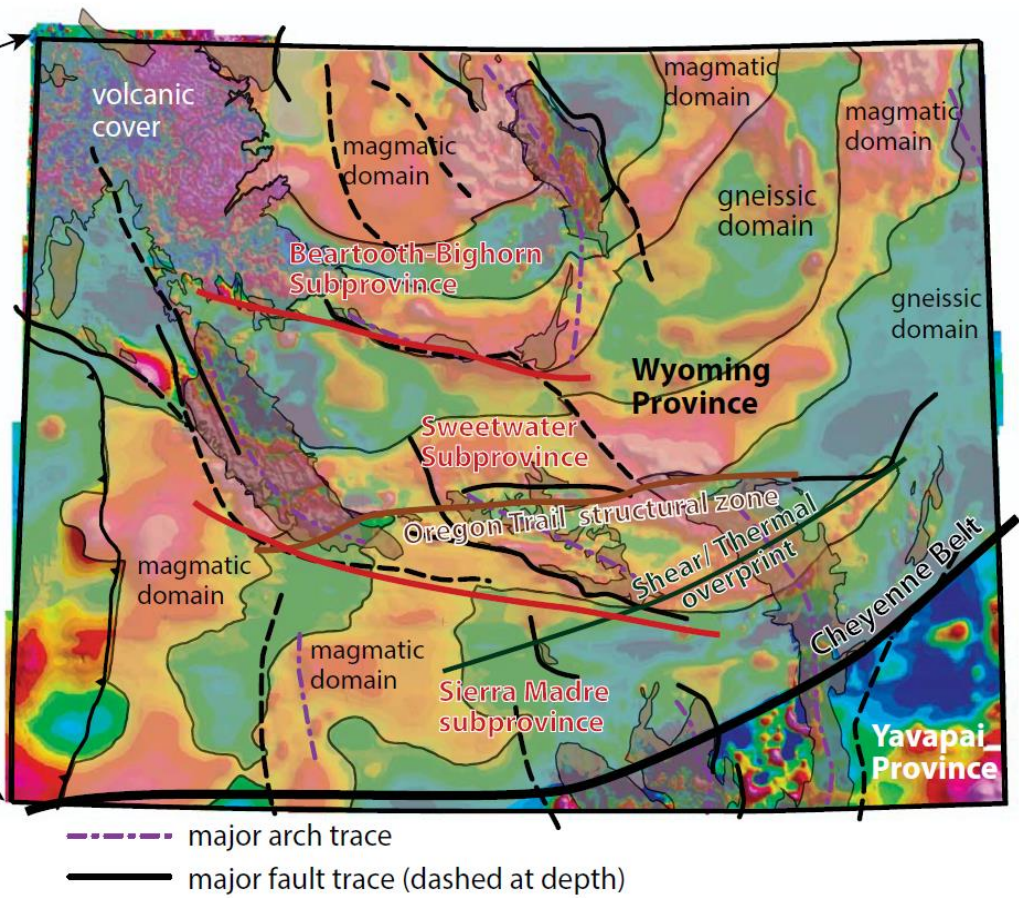 volcanic
cover
magmatic
domain
magmatic
domain
magmatic
domain
gneissic
domain
Beartooth-Bighorn
Subprovince
gneissic
domain
Wyoming
Province
Sweetwater
Subprovince
Oregon Trail structural zone
Shear/ Thermal
overprint
magmatic
domain
Cheyenne Belt
magmatic
domain
Sierra Madre
subprovince
Yavapai
Province
major arch trace
major fault trace (dashed at depth)